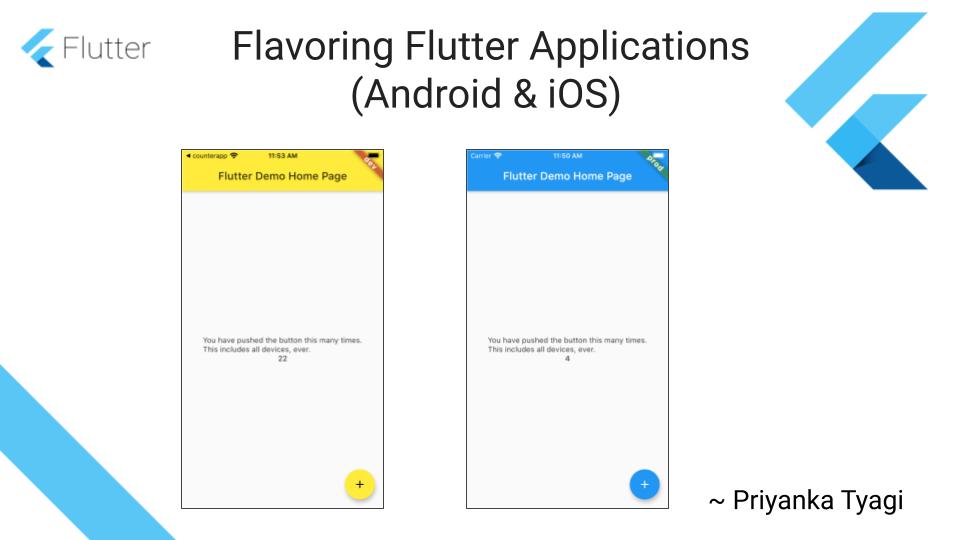 Flutter
Flavoring Flutter Applications
(Android & iOS)
◀ counterapp 11:53 AM
dev
Flutter Demo Home Page
You have pushed the button this many times.
This includes all devices, ever.
22
+
Carrier 11:50 AM
prod
Flutter Demo Home Page
You have pushed the button this many times.
This includes all devices, ever.
4
+
~ Priyanka Tyagi